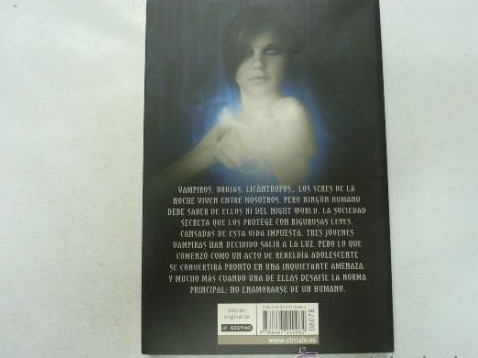 VAMPIROS, BRUJAS, LICÁNTROPOS... LOS SERES DE LA
NOCHE VIVEN ENTRE NOSOTROS, PERO NINGÚN HUMANO
DEBE SABER DE ELLOS NI DEL NIGHT WORLD, LA SOCIEDAD
SECRETA QUE LOS PROTEGE CON RIGUROSAS LEYES.
CANSADAS DE ESTA VIDA IMPUESTA, TRES JÓVENES
VAMPIRAS HAN DECIDIDO SALIR A LA LUZ, PERO LO QUE
COMENZÓ COMO UN ACTO DE REBELDÍA ADOLESCENTE
SE CONVERTIRÁ PRONTO EN UNA INQUIETANTE AMENAZA,
Y MUCHO MÁS CUANDO UNA DE ELLAS DESAFÍE LA NORMA
PRINCIPAL: NO ENAMORARSE DE UN HUMANO.
Edición
original de
DESTINO
08078
www.circulo.es